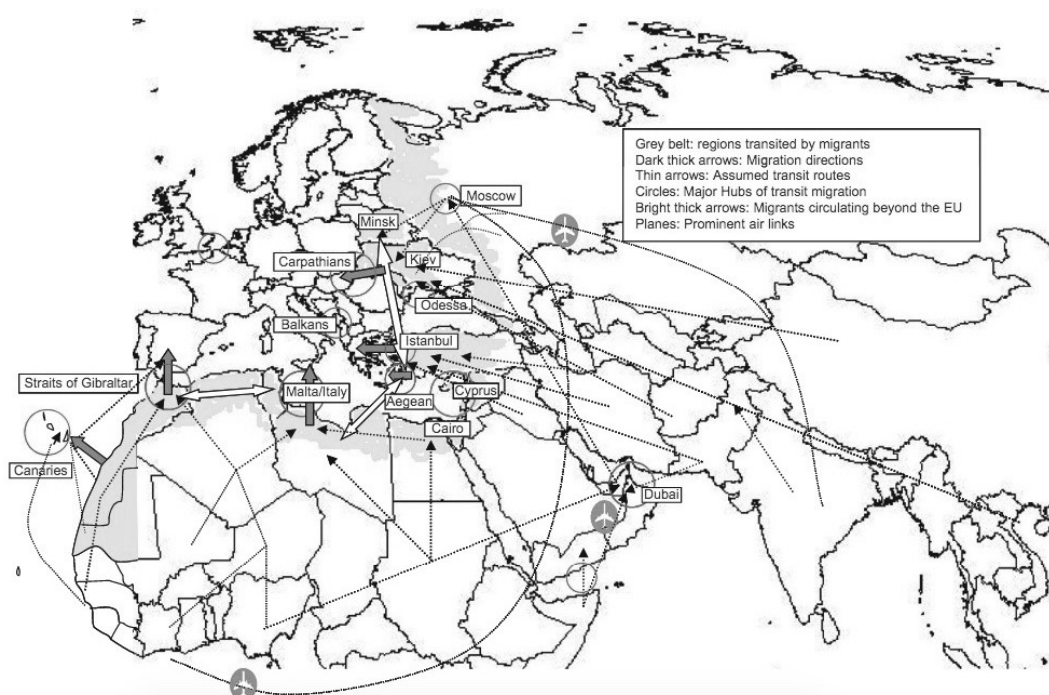 Grey belt: regions transited by migrants
Dark thick arrows: Migration directions
Thin arrows: Assumed transit routes
Circles: Major Hubs of transit migration
Bright thick arrows: Migrants circulating beyond the EU
Planes: Prominent air links
Moscow
Minsk
Carpathians
Kiev
Odessa
Balkans
Istanbul
Straits of Gibraltar
Malta/Italy
Cyprus
Aegean
Cairo
Canaries
Dubai